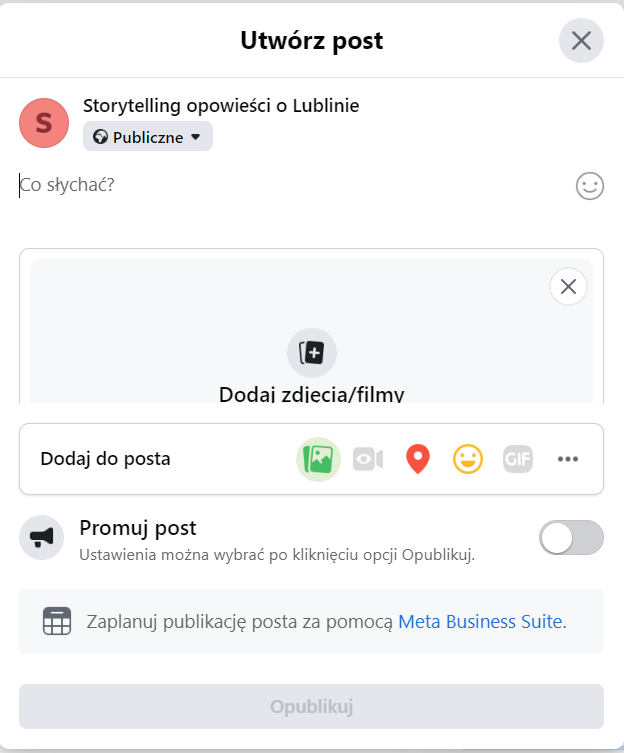 Utwórz post
S
Storytelling opowieści o Lublinie
Publiczne
Co słychać?
Dodaj zdjęcia/filmy
Dodaj do posta
GIF
Promuj post
Ustawienia można wybrać po kliknięciu opcji Opublikuj.
Zaplanuj publikację posta za pomocą Meta Business Suite.
Opublikuj